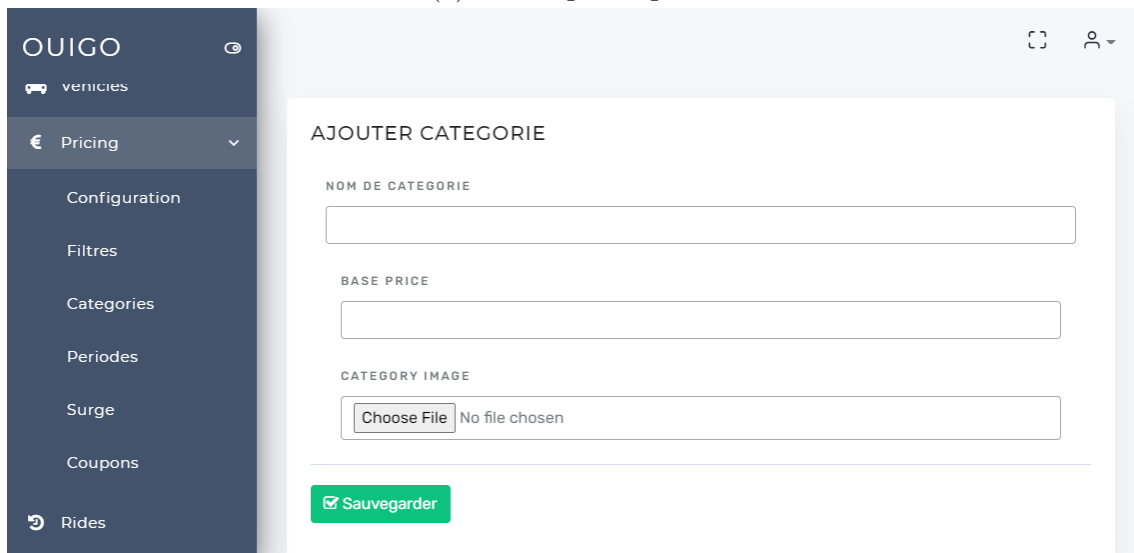 OUIGO
Vehicles
€ Pricing
Configuration
Filtres
Categories
Periodes
Surge
Coupons
Rides
AJOUTER CATEGORIE
NOM DE CATEGORIE
BASE PRICE
CATEGORY IMAGE
Choose File No file chosen
Sauvegarder